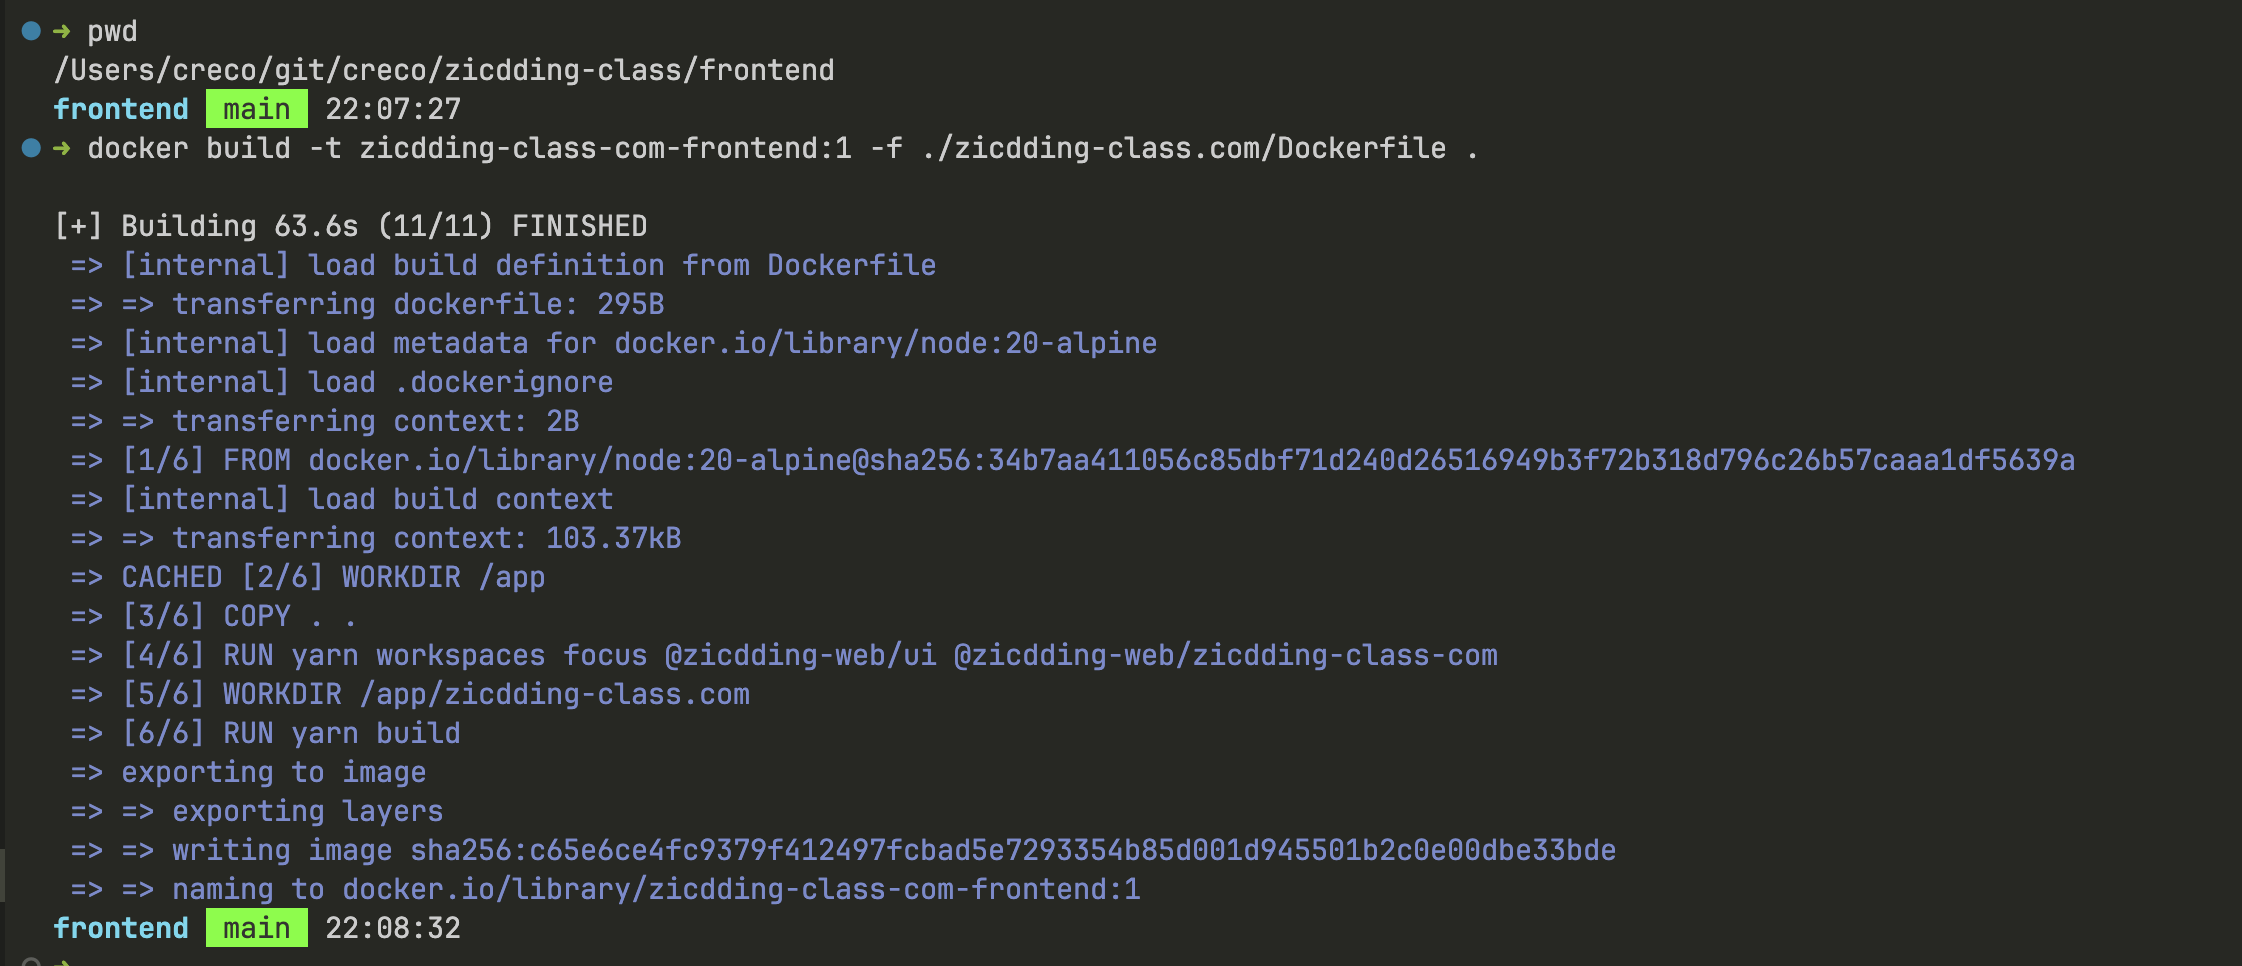 ➜ pwd
/Users/creco/git/creco/zicdding-class/frontend
frontend main 22:07:27
➜ docker build -t zicdding-class-com-frontend:1 -f ./zicdding-class.com/Dockerfile .
[+] Building 63.6s (11/11) FINISHED
=> [internal] load build definition from Dockerfile
=> => transferring dockerfile: 295B
=> [internal] load metadata for docker.io/library/node:20-alpine
=> [internal] load .dockerignore
=> => transferring context: 2B
=> [1/6] FROM docker.io/library/node:20-alpine@sha256:34b7aa411056c85dbf71d240d26516949b3f72b318d796c26b57caaa1df5639a
=> [internal] load build context
=> => transferring context: 103.37kB
=> CACHED [2/6] WORKDIR /app
=> [3/6] COPY . .
=> [4/6] RUN yarn workspaces focus @zicdding-web/ui @zicdding-web/zicdding-class-com
=> [5/6] WORKDIR /app/zicdding-class.com
=> [6/6] RUN yarn build
=> exporting to image
=> => exporting layers
=> => writing image sha256:c65e6ce4fc9379f412497fcbad5e7293354b85d001d945501b2c0e00dbe33bde
=> => naming to docker.io/library/zicdding-class-com-frontend:1
frontend main 22:08:32
➜